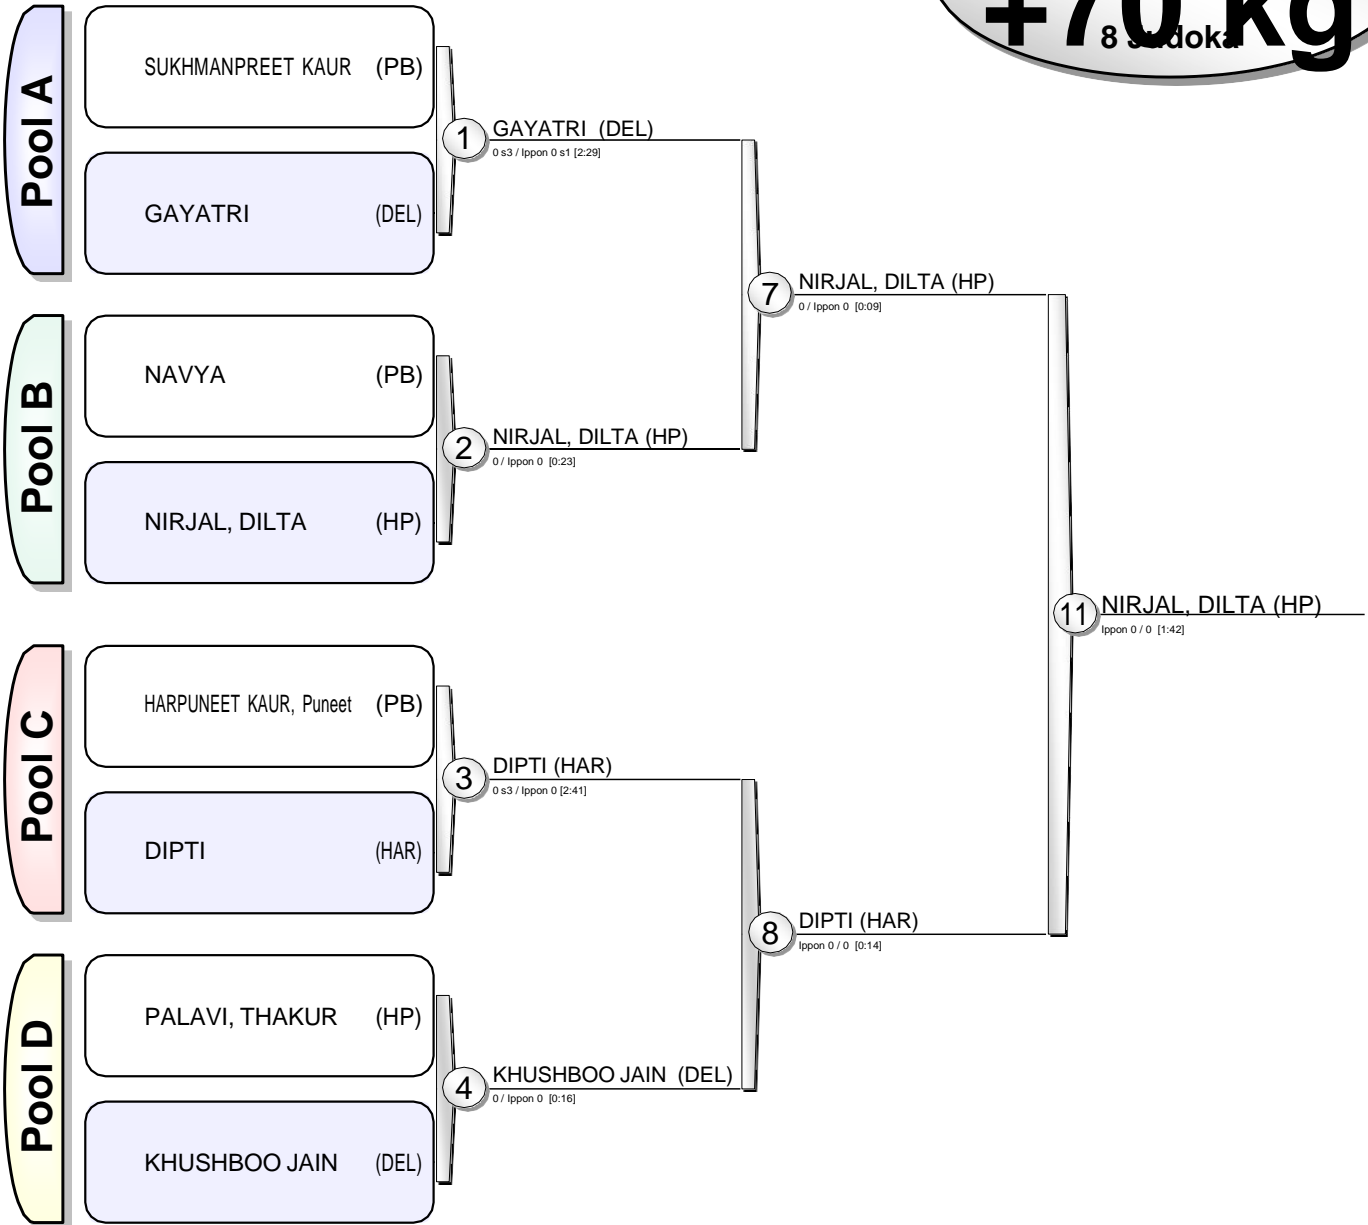 +70 kg
8 Judoka
Pool A
SUKHMANPREET KAUR (PB)
GAYATRI (DEL)
1 GAYATRI (DEL)
0 s3 / Ippon 0 s1 [2:29]
Pool B
NAVYA (PB)
NIRJAL, DILTA (HP)
2 NIRJAL, DILTA (HP)
0 / Ippon 0 [0:23]
7 NIRJAL, DILTA (HP)
0 / Ippon 0 [0:09]
11 NIRJAL, DILTA (HP)
Ippon 0 / 0 [1:42]
Pool C
HARPUNEET KAUR, Puneet (PB)
DIPTI (HAR)
3 DIPTI (HAR)
0 s3 / Ippon 0 [2:41]
8 DIPTI (HAR)
Ippon 0 / 0 [0:14]
Pool D
PALAVI, THAKUR (HP)
KHUSHBOO JAIN (DEL)
4 KHUSHBOO JAIN (DEL)
0 / Ippon 0 [0:16]